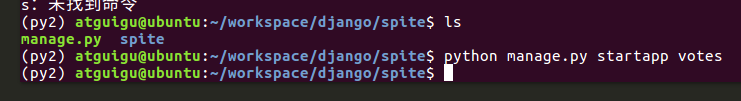 s：未找到命令
(py2) atguigu@ubuntu:~/workspace/django/spite$ ls
manage.py  spite
(py2) atguigu@ubuntu:~/workspace/django/spite$ python manage.py startapp votes
(py2) atguigu@ubuntu:~/workspace/django/spite$